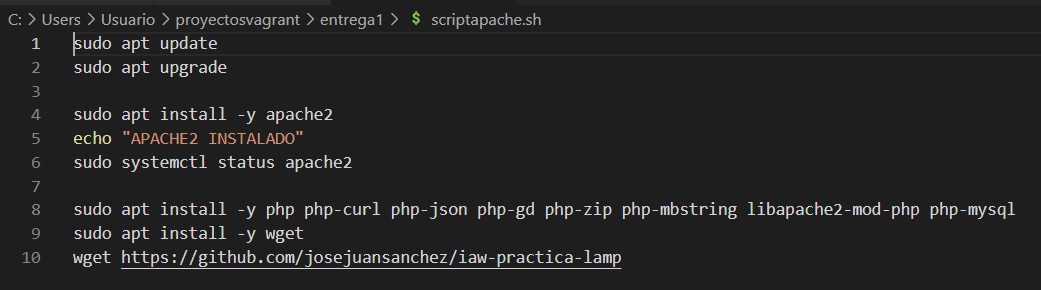 C: > Users > Usuario > proyectosvagrant > entrega1 > $ scriptapache.sh
1 sudo apt update
2 sudo apt upgrade
3
4 sudo apt install -y apache2
5 echo "APACHE2 INSTALADO"
6 sudo systemctl status apache2
7
8 sudo apt install -y php php-curl php-json php-gd php-zip php-mbstring libapache2-mod-php php-mysql
9 sudo apt install -y wget
10 wget https://github.com/josejuansanchez/iaw-practica-lamp